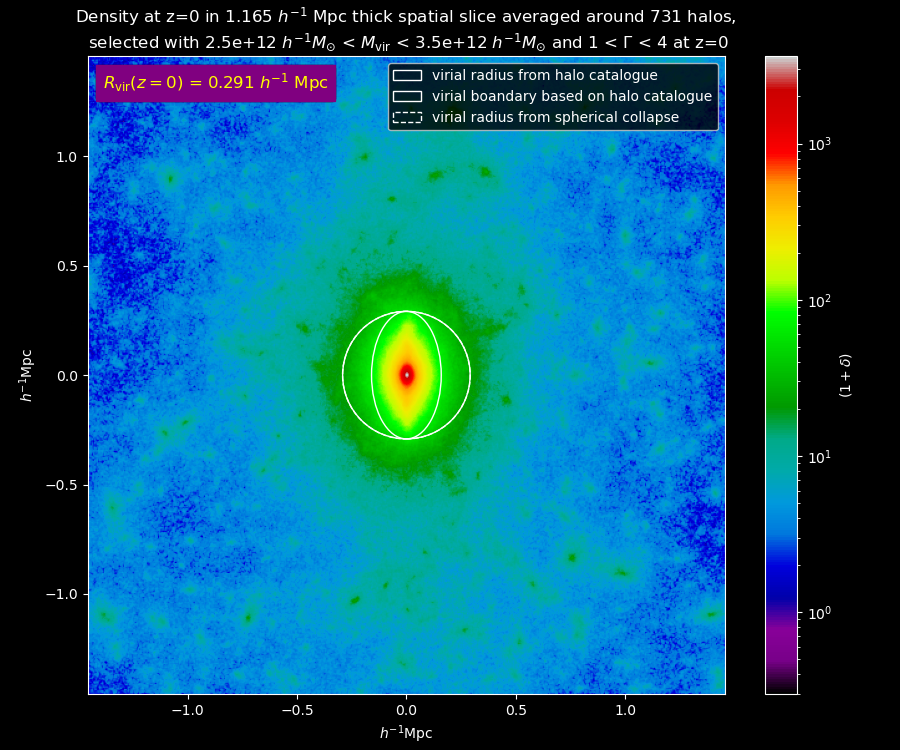 Density at z=0 in 1.165 h⁻¹ Mpc thick spatial slice averaged around 731 halos,
selected with 2.5e+12 h⁻¹M⊙ < Mvir < 3.5e+12 h⁻¹M⊙ and 1 < Γ < 4 at z=0
Rvir(z = 0) = 0.291 h⁻¹ Mpc
virial radius from halo catalogue
virial boundary based on halo catalogue
virial radius from spherical collapse
1.0
0.5
0.0
−0.5
−1.0
h⁻¹Mpc
−1.0 −0.5 0.0 0.5 1.0
h⁻¹Mpc
10³
10²
10¹
10⁰
(1 + δ)